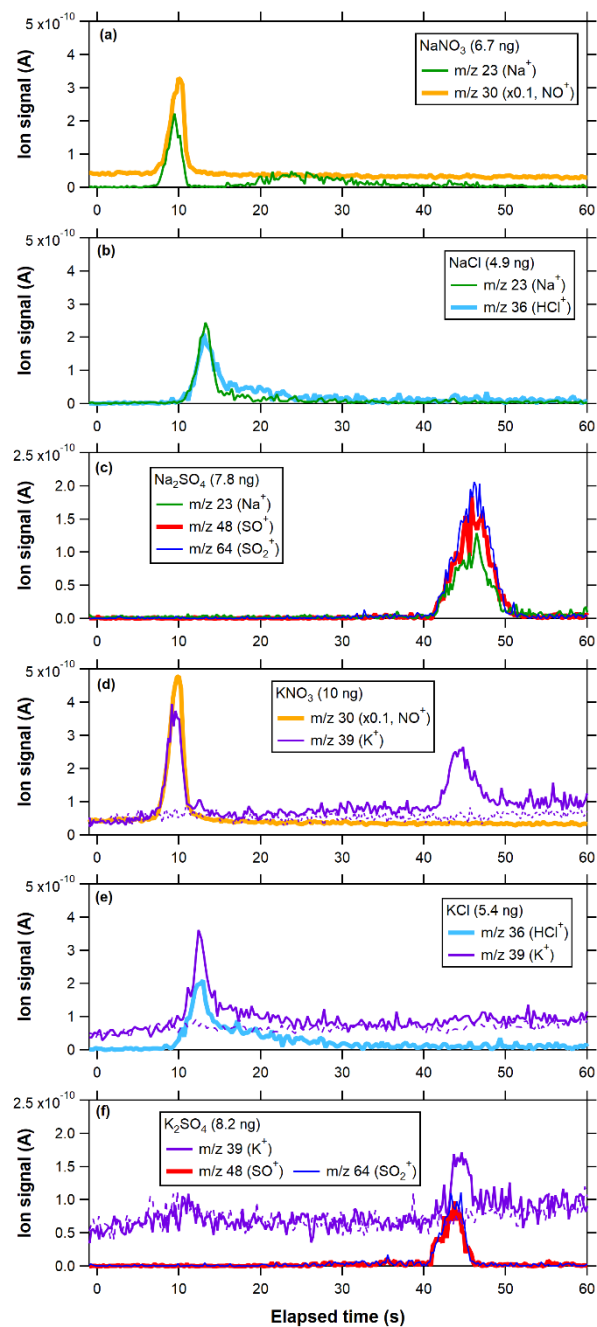 (a)
NaNO₃ (6.7 ng)
m/z 23 (Na⁺)
m/z 30 (x0.1, NO⁺)
5 x10⁻¹⁰
4
3
2
1
0
Ion signal (A)
0 10 20 30 40 50 60
(b)
NaCl (4.9 ng)
m/z 23 (Na⁺)
m/z 36 (HCl⁺)
5 x10⁻¹⁰
4
3
2
1
0
Ion signal (A)
0 10 20 30 40 50 60
(c)
Na₂SO₄ (7.8 ng)
m/z 23 (Na⁺)
m/z 48 (SO⁺)
m/z 64 (SO₂⁺)
2.5 x10⁻¹⁰
2.0
1.5
1.0
0.5
0.0
Ion signal (A)
0 10 20 30 40 50 60
(d)
KNO₃ (10 ng)
m/z 30 (x0.1, NO⁺)
m/z 39 (K⁺)
5 x10⁻¹⁰
4
3
2
1
0
Ion signal (A)
0 10 20 30 40 50 60
(e)
KCl (5.4 ng)
m/z 36 (HCl⁺)
m/z 39 (K⁺)
5 x10⁻¹⁰
4
3
2
1
0
Ion signal (A)
0 10 20 30 40 50 60
(f)
K₂SO₄ (8.2 ng)
m/z 39 (K⁺)
m/z 48 (SO⁺) m/z 64 (SO₂⁺)
2.5 x10⁻¹⁰
2.0
1.5
1.0
0.5
0.0
Ion signal (A)
0 10 20 30 40 50 60
Elapsed time (s)